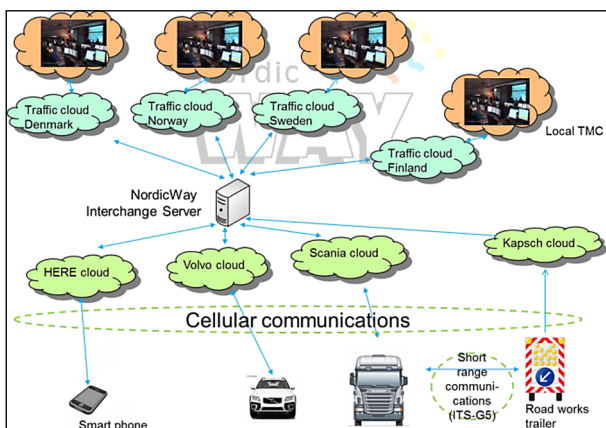 Nordic
WAY
Traffic cloud
Denmark
Traffic cloud
Norway
Traffic cloud
Sweden
Traffic cloud
Finland
Local TMC
NordicWay
Interchange Server
HERE cloud
Volvo cloud
Scania cloud
Kapsch cloud
Cellular communications
Short
range
communi-
cations
(ITS-G5)
Smart phone
Road works
trailer